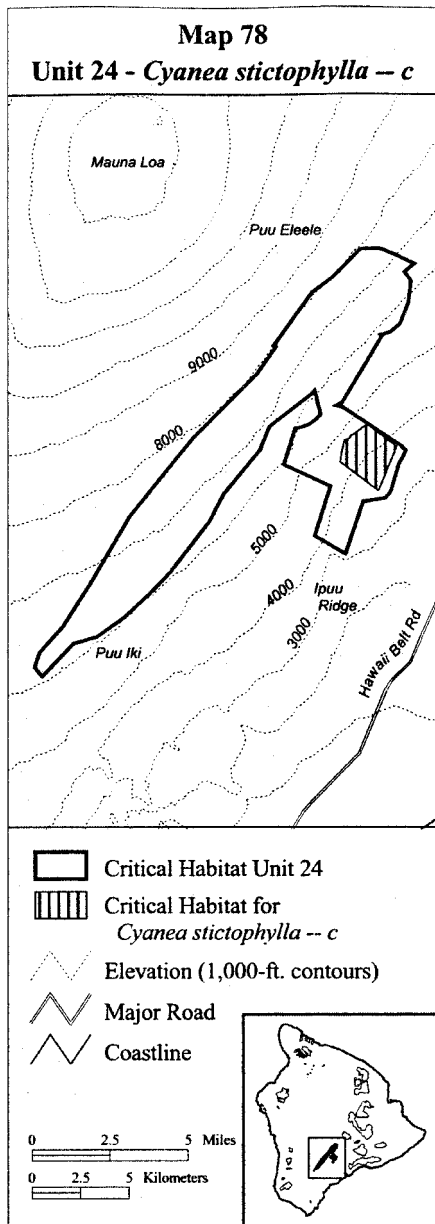 Map 78
Unit 24 - Cyanea stictophylla -- c
Mauna Loa
Puu Eleele
9000
8000
5000
4000
3000
Ipuu
Ridge
Puu Iki
Hawaii Belt Rd
Critical Habitat Unit 24
Critical Habitat for
Cyanea stictophylla -- c
Elevation (1,000-ft. contours)
Major Road
Coastline
0 2.5 5 Miles
0 2.5 5 Kilometers